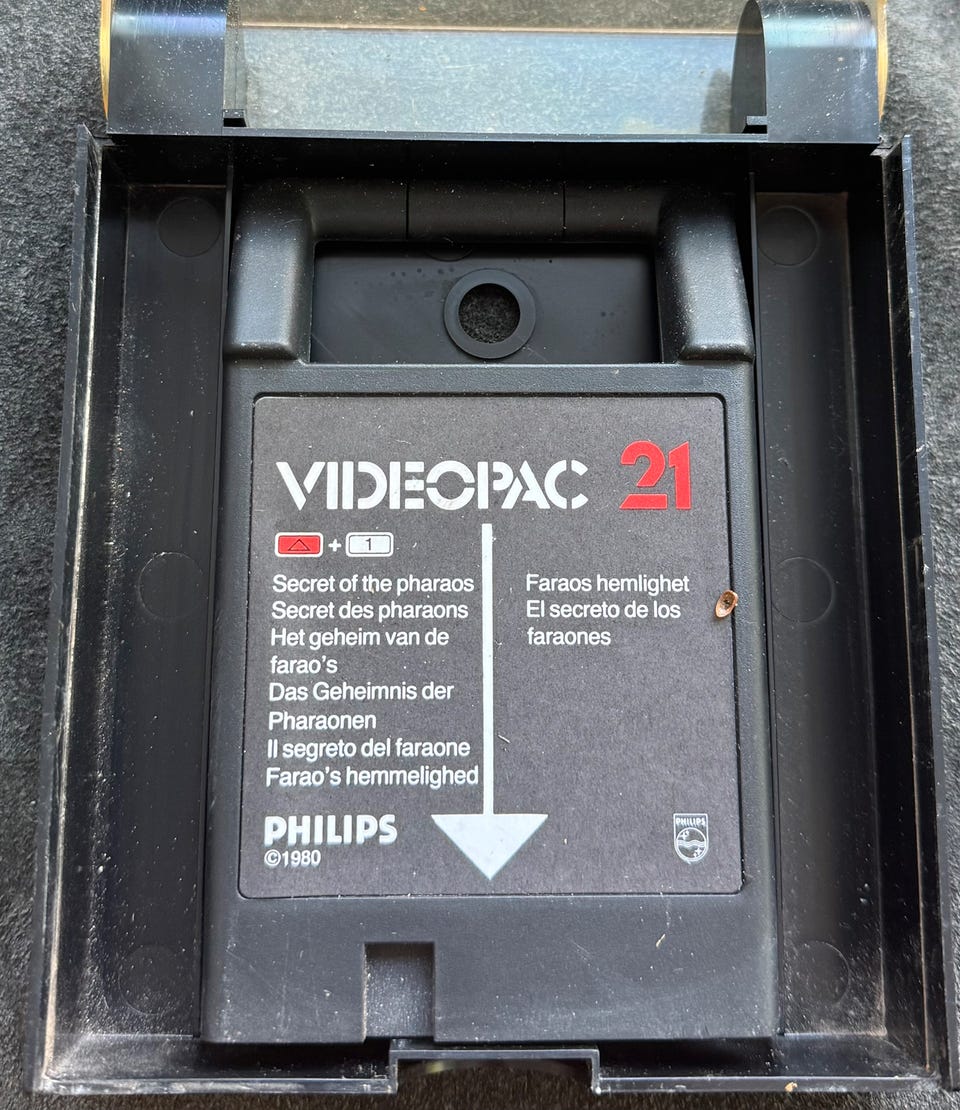 VIDEOPAC 21
+ 1
Secret of the pharaos
Secret des pharaons
Het geheim van de
farao's
Das Geheimnis der
Pharaonen
Il segreto del faraone
Farao's hemmelighed
Faraos hemlighet
El secreto de los
faraones
PHILIPS
©1980
PHILIPS